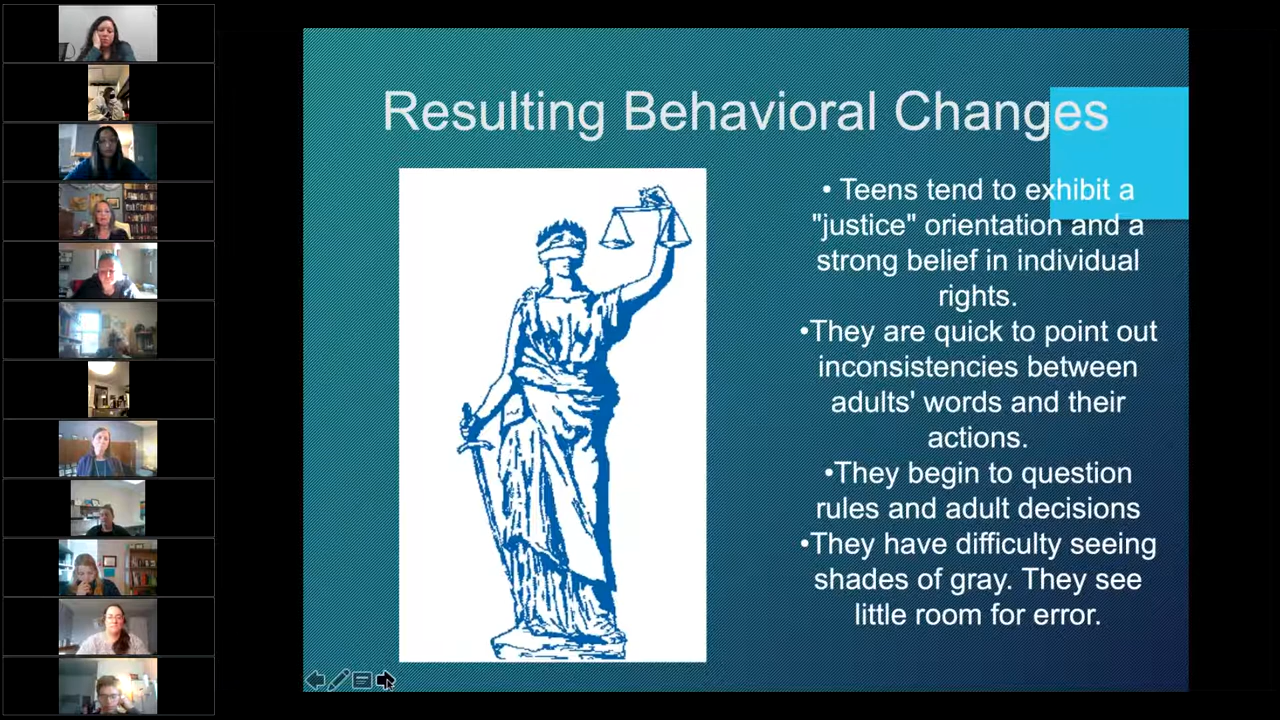 Resulting Behavioral Changes
• Teens tend to exhibit a
"justice" orientation and a
strong belief in individual
rights.
•They are quick to point out
inconsistencies between
adults' words and their
actions.
•They begin to question
rules and adult decisions
•They have difficulty seeing
shades of gray. They see
little room for error.